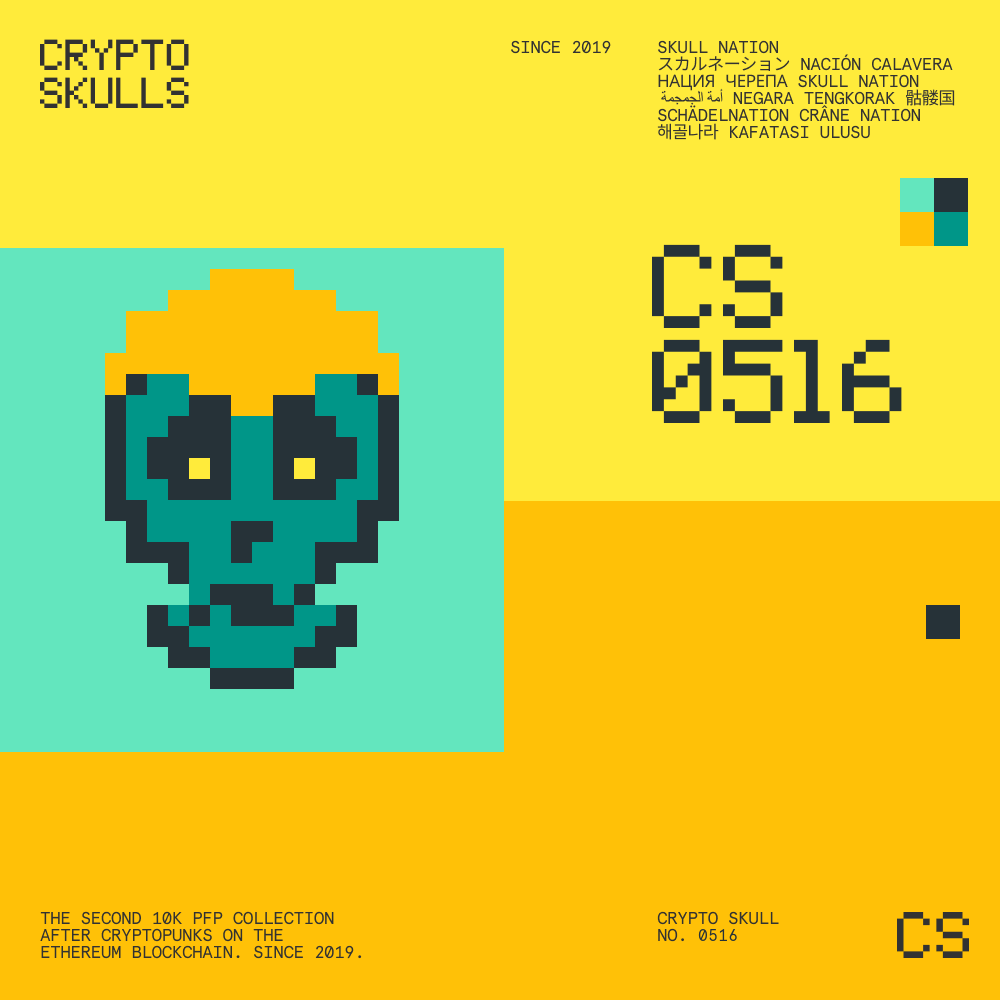 CRYPTO
SKULLS
SINCE 2019
SKULL NATION
スカルネーション NACIÓN CALAVERA
НАЦИЯ ЧЕРЕПА SKULL NATION
أمة الجمجمة NEGARA TENGKORAK 骷髅国
SCHÄDELNATION CRÂNE NATION
해골나라 KAFATASI ULUSU
CS
0516
THE SECOND 10K PFP COLLECTION
AFTER CRYPTOPUNKS ON THE
ETHEREUM BLOCKCHAIN. SINCE 2019.
CRYPTO SKULL
NO. 0516
CS